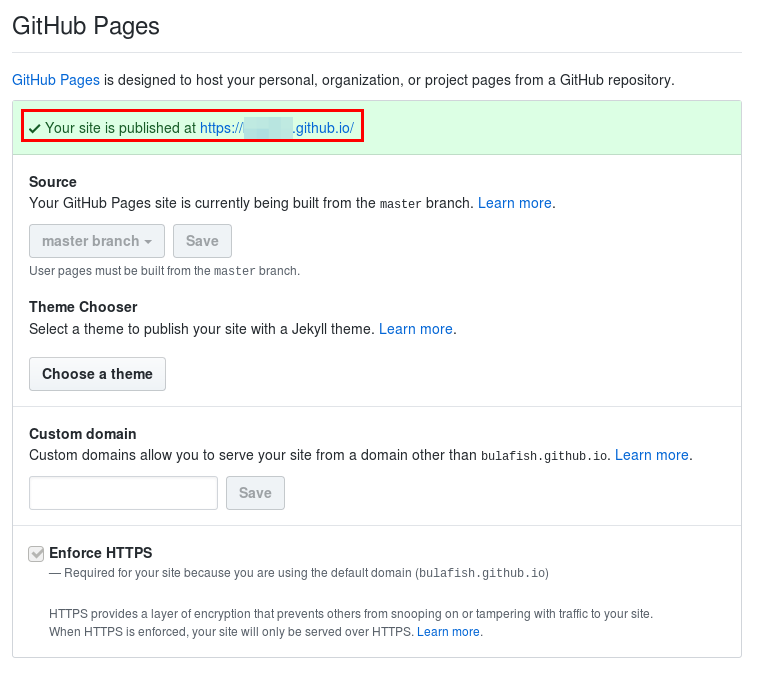 GitHub Pages
GitHub Pages is designed to host your personal, organization, or project pages from a GitHub repository.
Your site is published at https:// .github.io/
Source
Your GitHub Pages site is currently being built from the master branch. Learn more.
master branch Save
User pages must be built from the master branch.
Theme Chooser
Select a theme to publish your site with a Jekyll theme. Learn more.
Choose a theme
Custom domain
Custom domains allow you to serve your site from a domain other than bulafish.github.io. Learn more.
Save
Enforce HTTPS
— Required for your site because you are using the default domain (bulafish.github.io)
HTTPS provides a layer of encryption that prevents others from snooping on or tampering with traffic to your site.
When HTTPS is enforced, your site will only be served over HTTPS. Learn more.